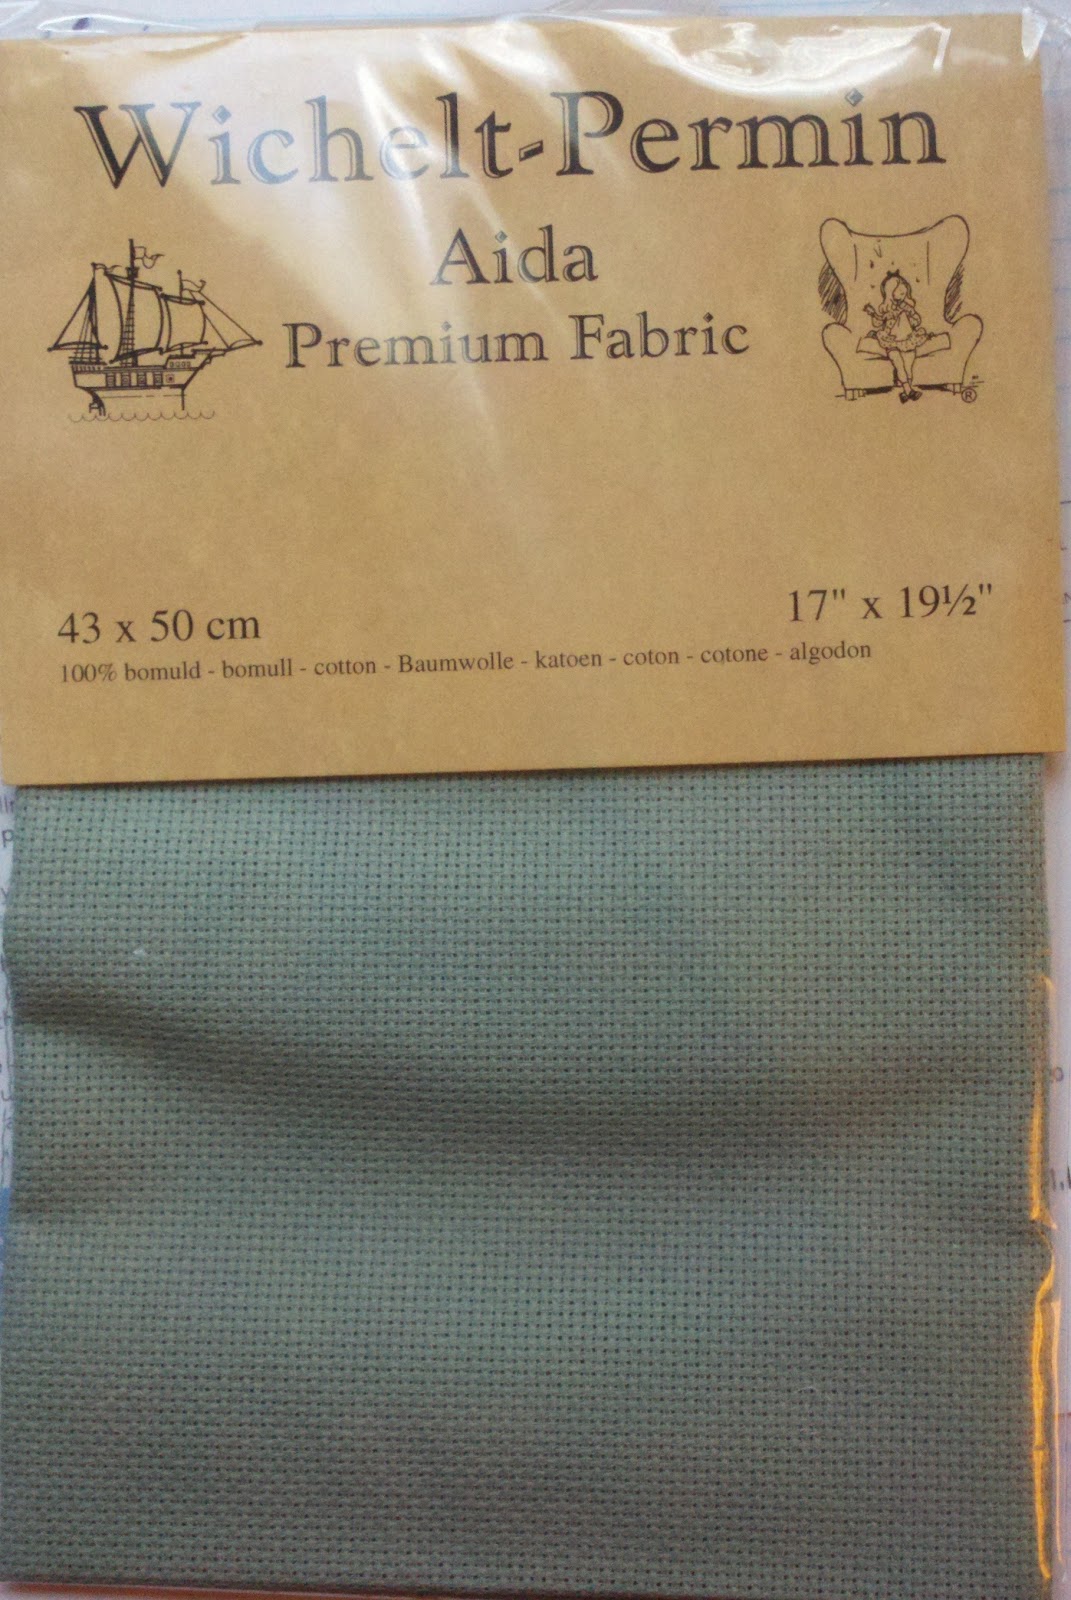 Wichelt-Permin
Aida
Premium Fabric
®
43 x 50 cm
17" x 19½"
100% bomuld - bomull - cotton - Baumwolle - katoen - coton - cotone - algodon